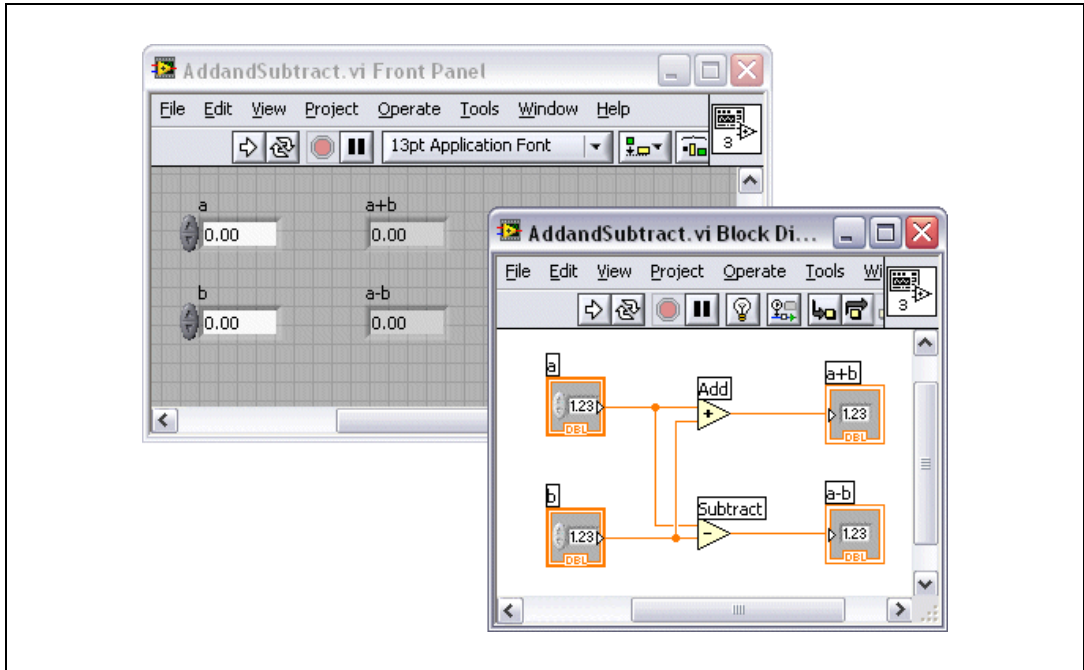 AddandSubtract.vi Front Panel
File Edit View Project Operate Tools Window Help
13pt Application Font
3
a
a+b
0.00
0.00
b
a-b
0.00
0.00
AddandSubtract.vi Block Di...
File Edit View Project Operate Tools Wi
3
a
Add
a+b
1.23
+
1.23
DBL
DBL
b
Subtract
a-b
1.23
-
1.23
DBL
DBL